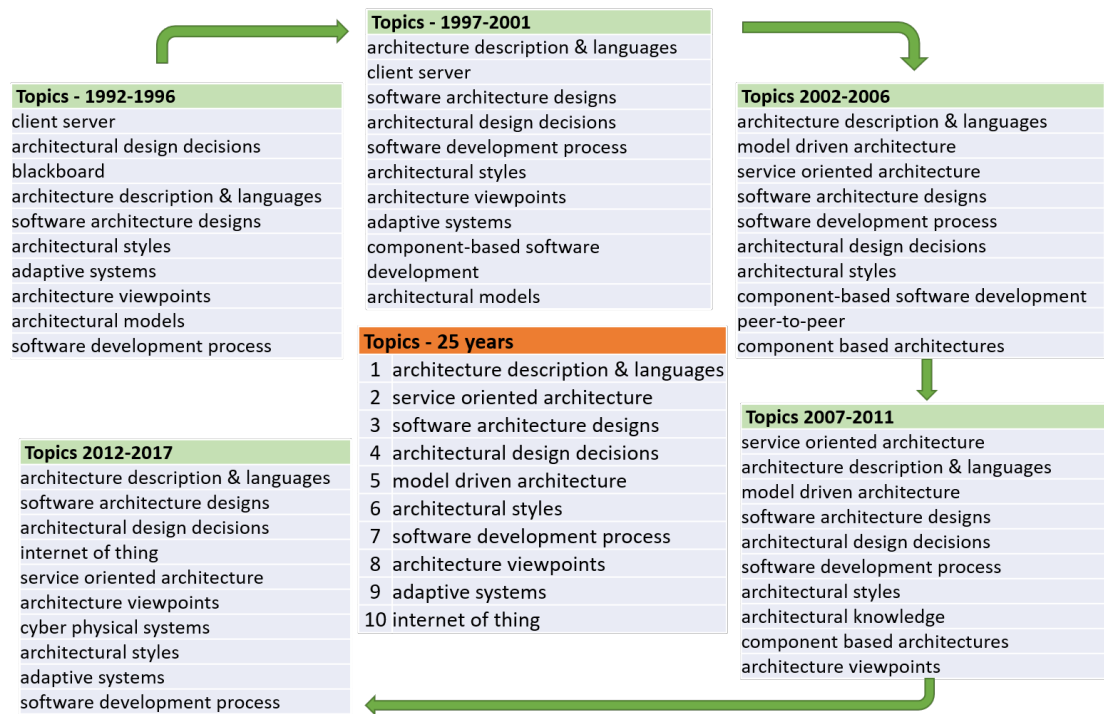 Topics - 1992-1996
client server
architectural design decisions
blackboard
architecture description & languages
software architecture designs
architectural styles
adaptive systems
architecture viewpoints
architectural models
software development process
Topics - 1997-2001
architecture description & languages
client server
software architecture designs
architectural design decisions
software development process
architectural styles
architecture viewpoints
adaptive systems
component-based software
development
architectural models
Topics 2002-2006
architecture description & languages
model driven architecture
service oriented architecture
software architecture designs
software development process
architectural design decisions
architectural styles
component-based software development
peer-to-peer
component based architectures
Topics 2007-2011
service oriented architecture
architecture description & languages
model driven architecture
software architecture designs
architectural design decisions
software development process
architectural styles
architectural knowledge
component based architectures
architecture viewpoints
Topics 2012-2017
architecture description & languages
software architecture designs
architectural design decisions
internet of thing
service oriented architecture
architecture viewpoints
cyber physical systems
architectural styles
adaptive systems
software development process
Topics - 25 years
1 architecture description & languages
2 service oriented architecture
3 software architecture designs
4 architectural design decisions
5 model driven architecture
6 architectural styles
7 software development process
8 architecture viewpoints
9 adaptive systems
10 internet of thing